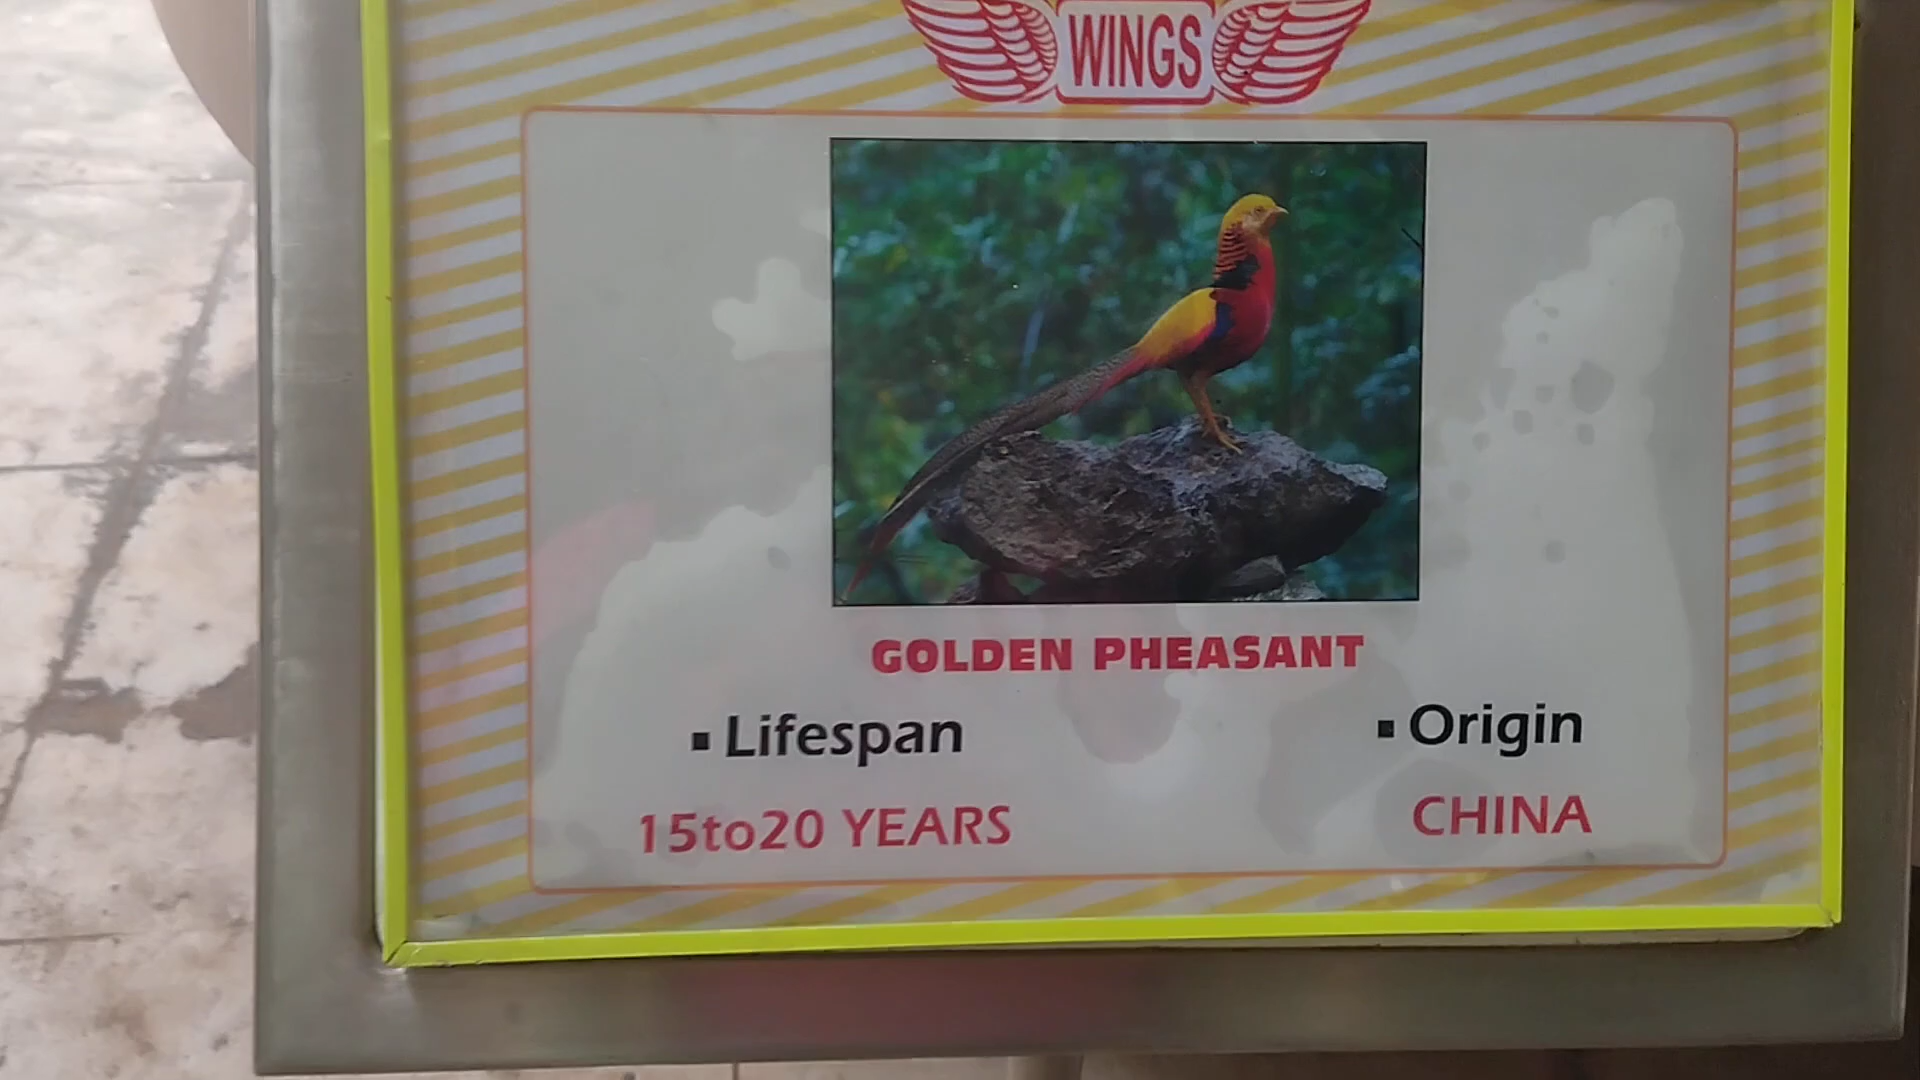 WINGS
GOLDEN PHEASANT
▪ Lifespan
15to20 YEARS
▪ Origin
CHINA